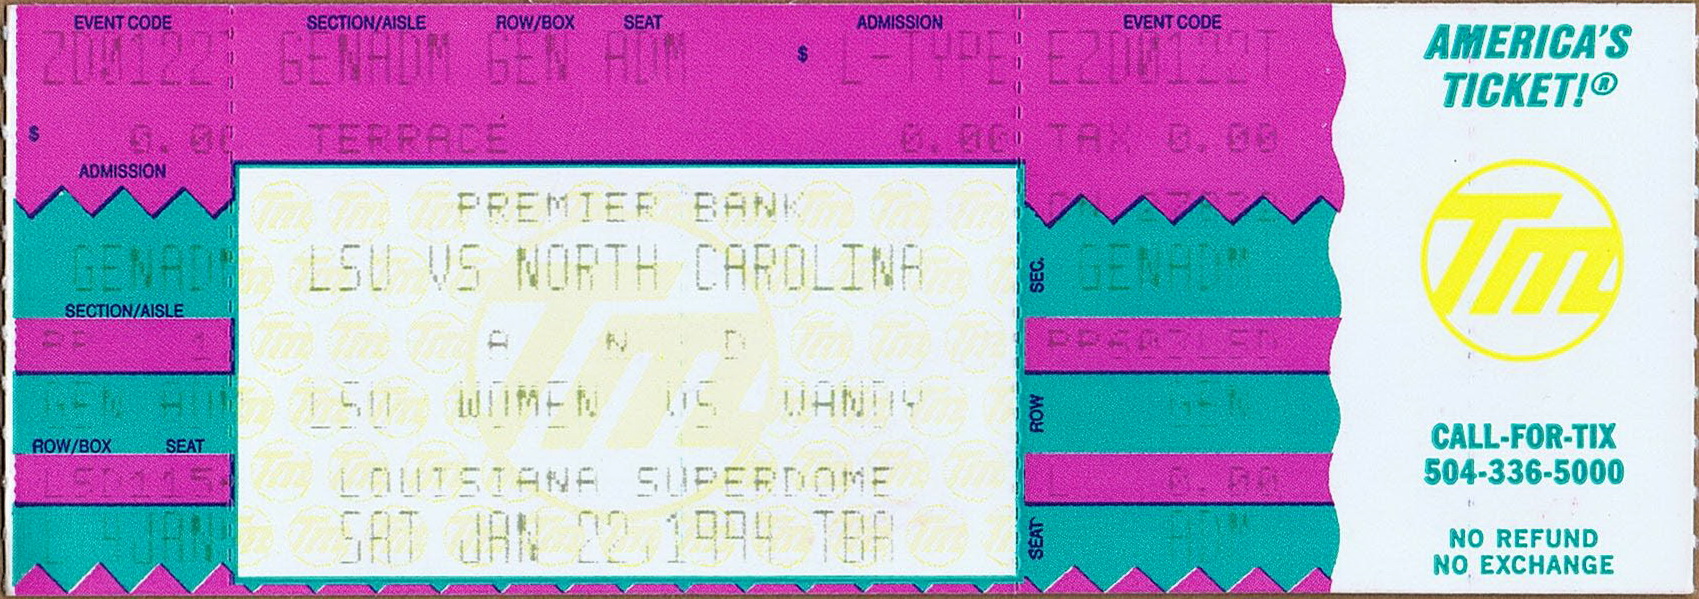 EVENT CODE SECTION/AISLE ROW/BOX SEAT ADMISSION EVENT CODE
GENADM GEN ADM $ L-TYPE EZD0122T
$ 0.00 TERRACE 0.00 TAX 0.00
ADMISSION
PREMIER BANK
GENADM LSU VS NORTH CAROLINA SEC. GENADM
SECTION/AISLE
A N D
GEN ADM LSU WOMEN VS VANDY ROW GEN
ROW/BOX SEAT
LOUISIANA SUPERDOME 0.00
SAT JAN 22,1994 TBA SEAT ADM
AMERICA'S
TICKET!®
Tm
CALL-FOR-TIX
504-336-5000
NO REFUND
NO EXCHANGE